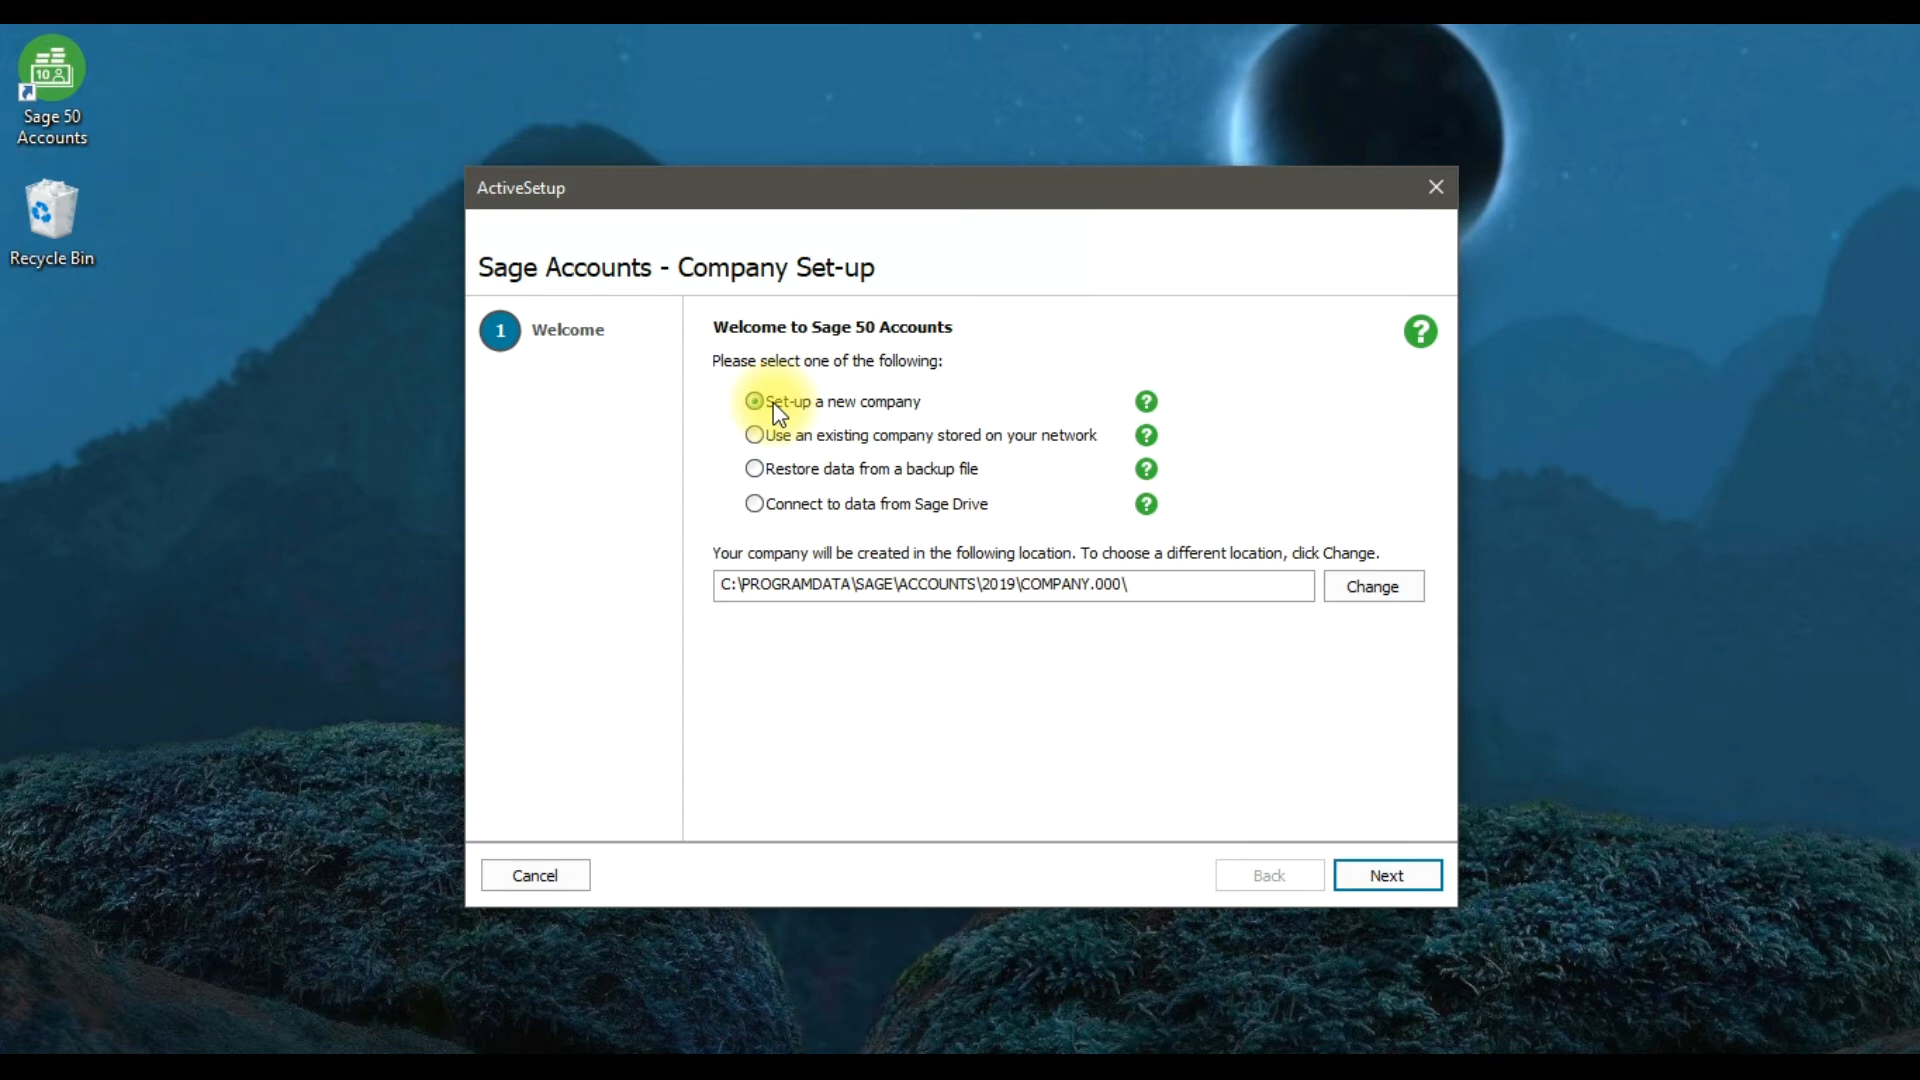 10
Sage 50
Accounts
Recycle Bin
ActiveSetup
Sage Accounts - Company Set-up
1 Welcome
Welcome to Sage 50 Accounts
?
Please select one of the following:
Set-up a new company ?
Use an existing company stored on your network ?
Restore data from a backup file ?
Connect to data from Sage Drive ?
Your company will be created in the following location. To choose a different location, click Change.
C:\PROGRAMDATA\SAGE\ACCOUNTS\2019\COMPANY.000\ Change
Cancel Back Next